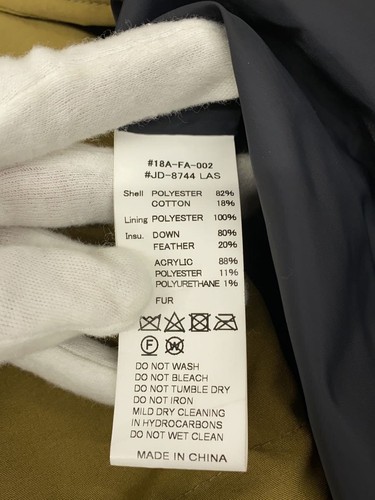 #18A-FA-002
#JD-8744 LAS
Shell POLYESTER 82%
COTTON 18%
Lining POLYESTER 100%
Insu. DOWN 80%
FEATHER 20%
ACRYLIC 88%
POLYESTER 11%
POLYURETHANE 1%
FUR
F W
DO NOT WASH
DO NOT BLEACH
DO NOT TUMBLE DRY
DO NOT IRON
MILD DRY CLEANING
IN HYDROCARBONS
DO NOT WET CLEAN
MADE IN CHINA